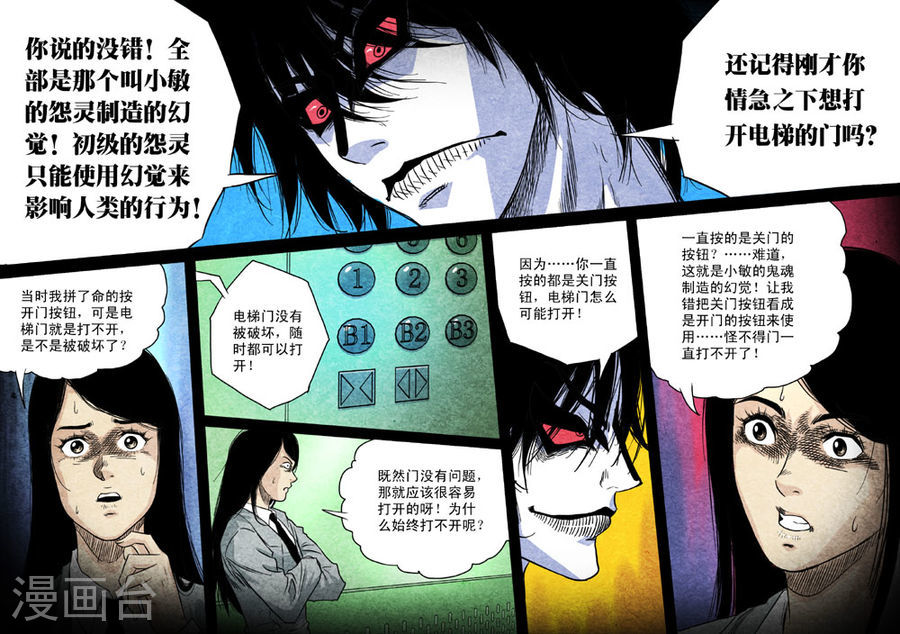 你说的没错！全
部是那个叫小敏
的怨灵制造的幻
觉！初级的怨灵
只能使用幻觉来
影响人类的行为！
还记得刚才你
情急之下想打
开电梯的门吗？
当时我拼了命的按
开门按钮，可是电
梯门就是打不开，
是不是被破坏了？
电梯门没有
被破坏，随
时都可以打
开！
5
6
1
2
3
B1
B2
B3
既然门没有问题，
那就应该很容易
打开的呀！为什
么始终打不开呢？
因为……你一直
按的都是关门按
钮，电梯门怎么
可能打开！
一直按的是关门的
按钮？……难道，
这就是小敏的鬼魂
制造的幻觉！让我
错把关门按钮看成
是开门的按钮来使
用……怪不得门一
直打不开了！
漫画台